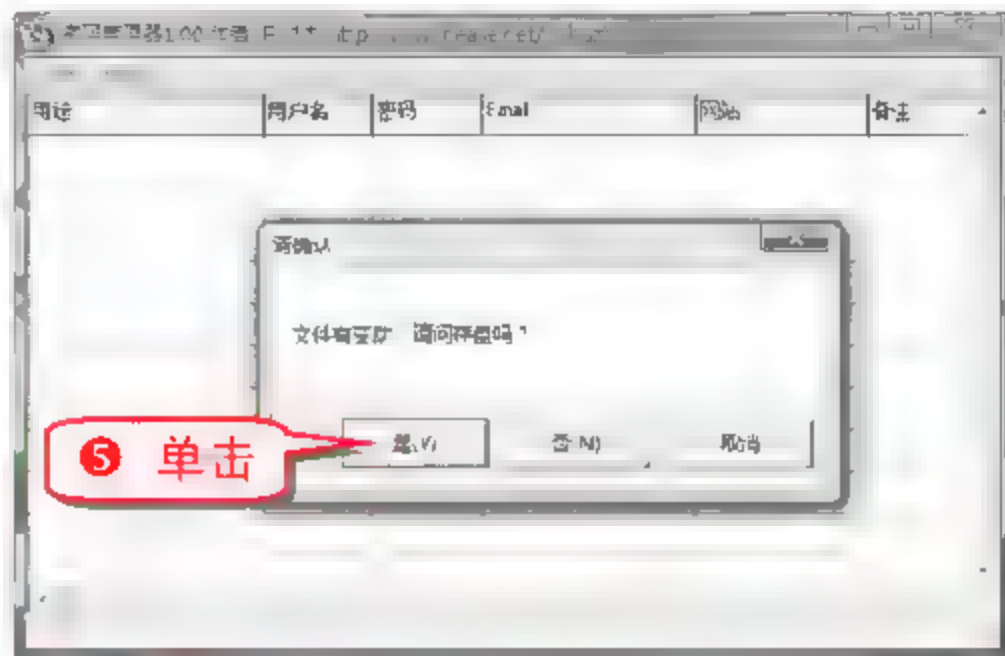 用途 用户名 密码 Email 网站 备注
请确认
文件有变动 请问存盘吗?
❺ 单击
是(Y) 否(N) 取消